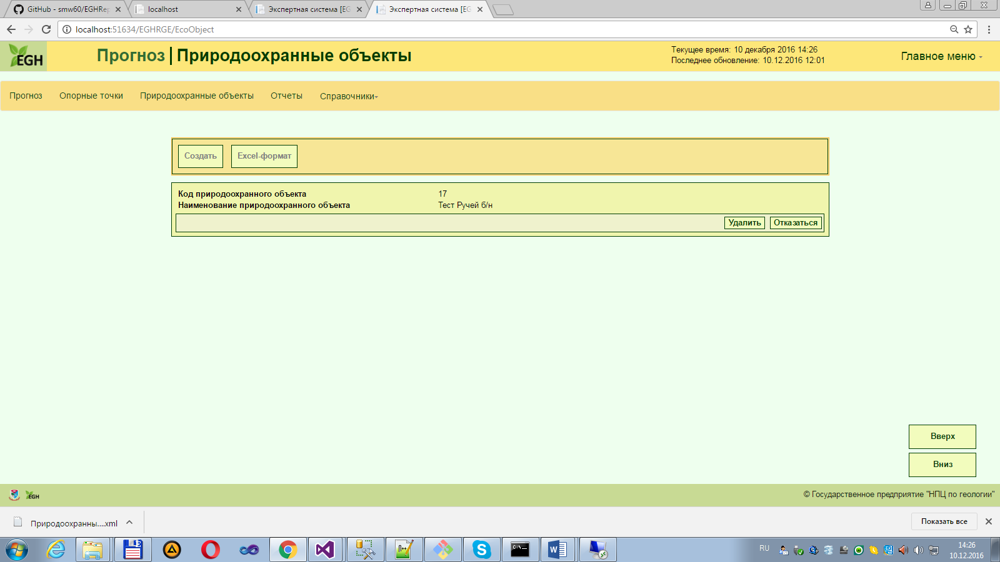 GitHub - smw60/EGHRep
localhost
Экспертная система [EG
Экспертная система [EG
localhost:51634/EGHRGE/EcoObject
EGH
Прогноз | Природоохранные объекты
Текущее время: 10 декабря 2016 14:26
Последнее обновление: 10.12.2016 12:01
Главное меню
Прогноз
Опорные точки
Природоохранные объекты
Отчеты
Справочники
Создать
Excel-формат
Код природоохранного объекта 17
Наименование природоохранного объекта Тест Ручей б/н
Удалить
Отказаться
Вверх
Вниз
EGH
© Государственное предприятие "НПЦ по геологии"
Природоохранны....xml
Показать все
RU
14:26
10.12.2016